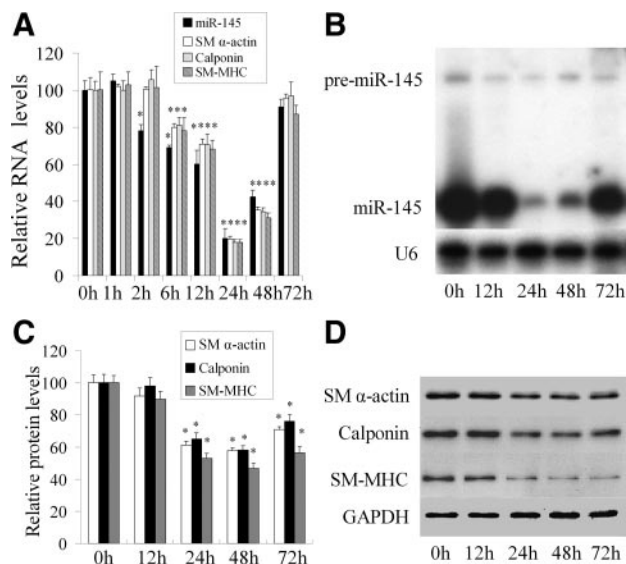 A
miR-145
SM α-actin
Calponin
SM-MHC
Relative RNA levels
120
100
80
60
40
20
0
* * * * * * * * * * * * * * * * *
0h 1h 2h 6h 12h 24h 48h 72h
B
pre-miR-145
miR-145
U6
0h 12h 24h 48h 72h
C
SM α-actin
Calponin
SM-MHC
Relative protein levels
120
100
80
60
40
20
0
* * * * * * * * *
0h 12h 24h 48h 72h
D
SM α-actin
Calponin
SM-MHC
GAPDH
0h 12h 24h 48h 72h